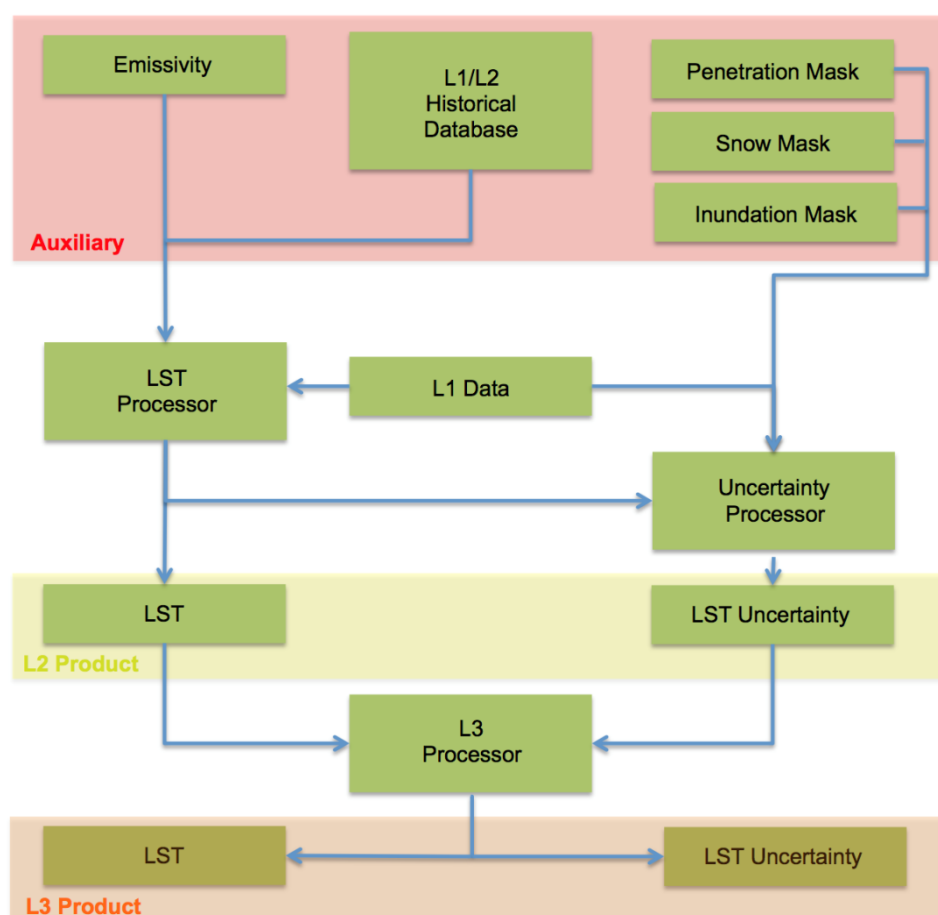 Emissivity
L1/L2
Historical
Database
Penetration Mask
Snow Mask
Inundation Mask
Auxiliary
LST
Processor
L1 Data
Uncertainty
Processor
LST
LST Uncertainty
L2 Product
L3
Processor
LST
LST Uncertainty
L3 Product